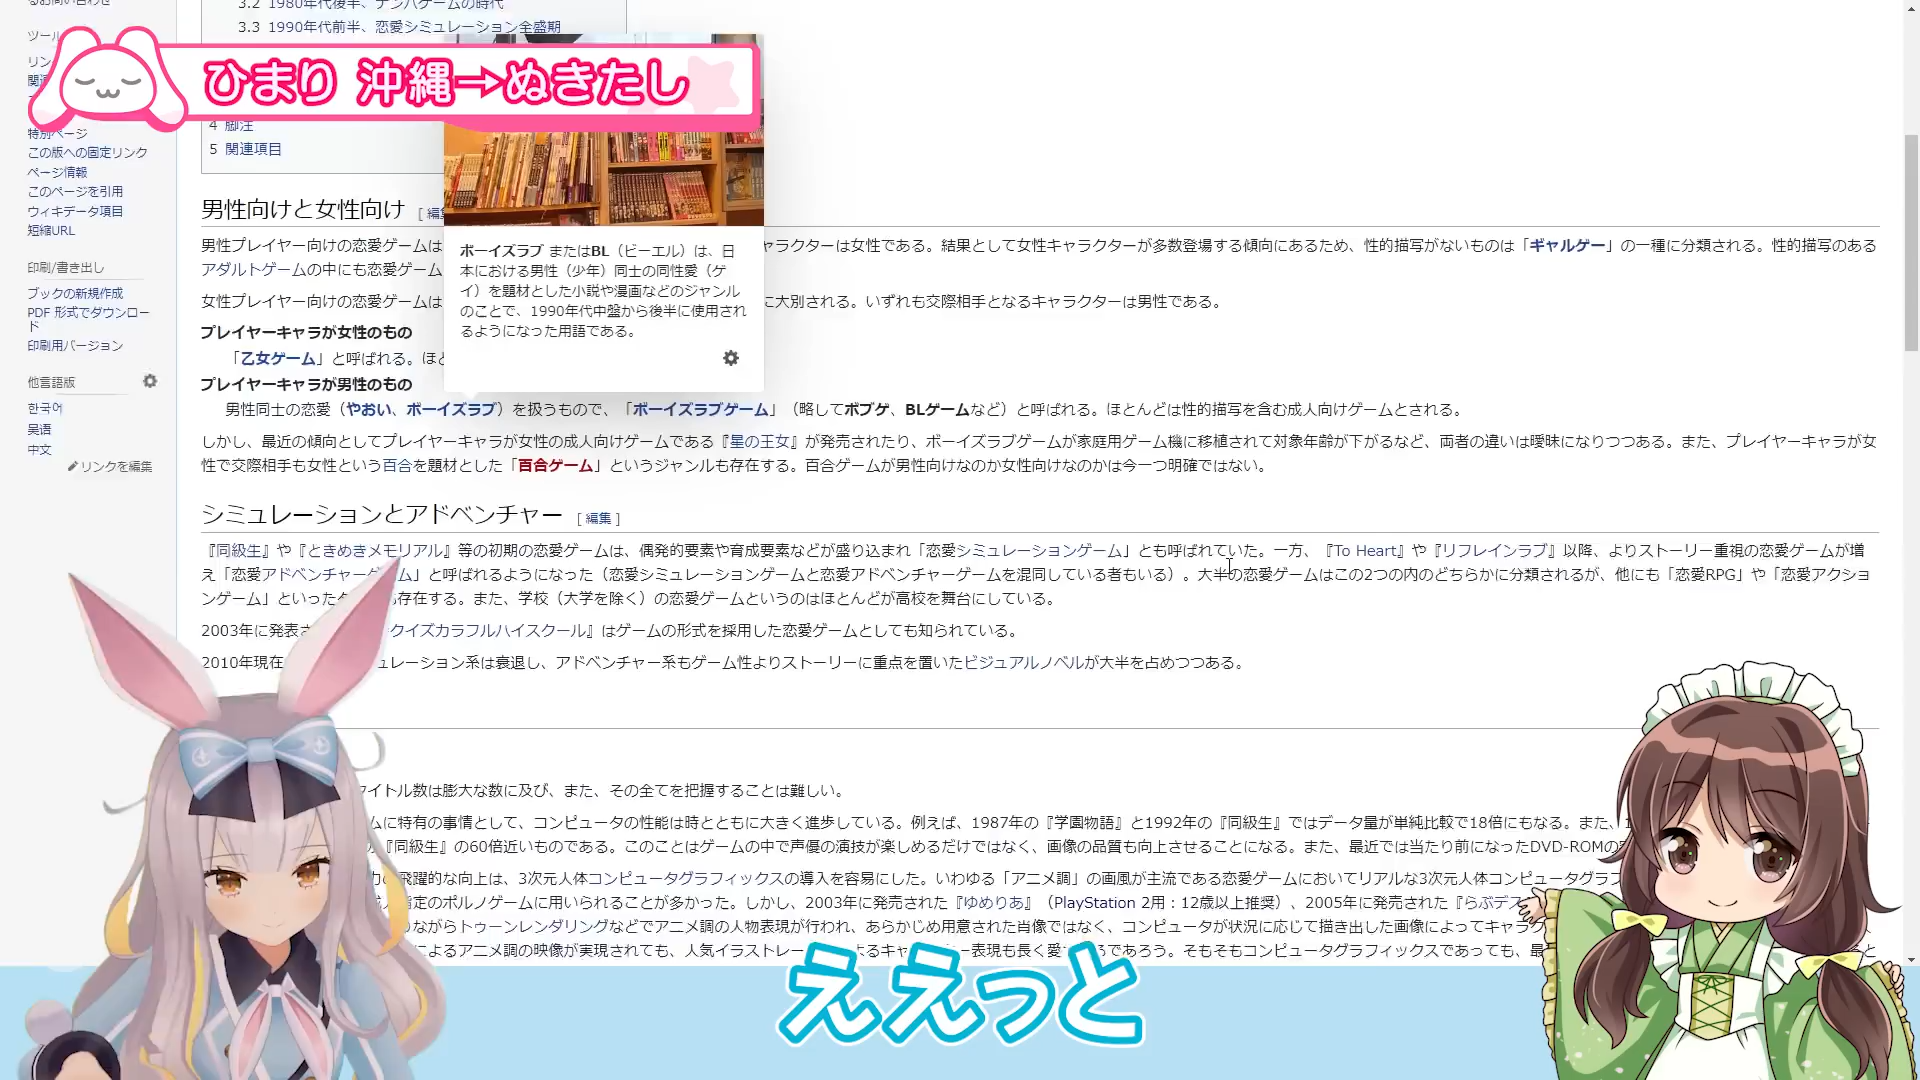 るお問い合わせ
3.2 1980年代後半、ナンパゲームの時代
3.3 1990年代前半、恋愛シミュレーション全盛期
ツール
リン
ひまり 沖縄→ぬきたし
4 脚注
5 関連項目
特別ページ
この版への固定リンク
ページ情報
このページを引用
ウィキデータ項目
短縮URL
印刷/書き出し
ブックの新規作成
PDF 形式でダウンロー
ド
印刷用バージョン
他言語版
한국어
吴语
中文
リンクを編集
男性向けと女性向け [ 編
男性プレイヤー向けの恋愛ゲームは
ャラクターは女性である。結果として女性キャラクターが多数登場する傾向にあるため、性的描写がないものは「ギャルゲー」の一種に分類される。性的描写のある
アダルトゲームの中にも恋愛ゲーム
女性プレイヤー向けの恋愛ゲームは
に大別される。いずれも交際相手となるキャラクターは男性である。
ボーイズラブ またはBL（ビーエル）は、日
本における男性（少年）同士の同性愛（ゲ
イ）を題材とした小説や漫画などのジャンル
のことで、1990年代中盤から後半に使用され
るようになった用語である。
プレイヤーキャラが女性のもの
「乙女ゲーム」と呼ばれる。ほと
プレイヤーキャラが男性のもの
男性同士の恋愛（やおい、ボーイズラブ）を扱うもので、「ボーイズラブゲーム」（略してボブゲ、BLゲームなど）と呼ばれる。ほとんどは性的描写を含む成人向けゲームとされる。
しかし、最近の傾向としてプレイヤーキャラが女性の成人向けゲームである『星の王女』が発売されたり、ボーイズラブゲームが家庭用ゲーム機に移植されて対象年齢が下がるなど、両者の違いは曖昧になりつつある。また、プレイヤーキャラが女
性で交際相手も女性という百合を題材とした「百合ゲーム」というジャンルも存在する。百合ゲームが男性向けなのか女性向けなのかは今一つ明確ではない。
シミュレーションとアドベンチャー [ 編集 ]
『同級生』や『ときめきメモリアル』等の初期の恋愛ゲームは、偶発的要素や育成要素などが盛り込まれ「恋愛シミュレーションゲーム」とも呼ばれていた。一方、『To Heart』や『リフレインラブ』以降、よりストーリー重視の恋愛ゲームが増
え「恋愛アドベンチャーゲーム」と呼ばれるようになった（恋愛シミュレーションゲームと恋愛アドベンチャーゲームを混同している者もいる）。大半の恋愛ゲームはこの2つの内のどちらかに分類されるが、他にも「恋愛RPG」や「恋愛アクショ
ンゲーム」といった
も存在する。また、学校（大学を除く）の恋愛ゲームというのはほとんどが高校を舞台にしている。
2003年に発表
クイズカラフルハイスクール』はゲームの形式を採用した恋愛ゲームとしても知られている。
2010年現在
ュレーション系は衰退し、アドベンチャー系もゲーム性よりストーリーに重点を置いたビジュアルノベルが大半を占めつつある。
イトル数は膨大な数に及び、また、その全てを把握することは難しい。
ムに特有の事情として、コンピュータの性能は時とともに大きく進歩している。例えば、1987年の『学園物語』と1992年の『同級生』ではデータ量が単純比較で18倍にもなる。また、
『同級生』の60倍近いものである。このことはゲームの中で声優の演技が楽しめるだけではなく、画像の品質も向上させることになる。また、最近では当たり前になったDVD-ROMの
飛躍的な向上は、3次元人体コンピュータグラフィックスの導入を容易にした。いわゆる「アニメ調」の画風が主流である恋愛ゲームにおいてリアルな3次元人体コンピュータグラフ
定のポルノゲームに用いられることが多かった。しかし、2003年に発売された『ゆめりあ』（PlayStation 2用：12歳以上推奨）、2005年に発売された『らぶデス
りながらトゥーンレンダリングなどでアニメ調の人物表現が行われ、あらかじめ用意された肖像ではなく、コンピュータが状況に応じて描き出した画像によってキャラク
によるアニメ調の映像が実現されても、人気イラストレー
よるキャ
ー表現も長く愛
るであろう。そもそもコンピュータグラフィックスであっても、最
ええっと